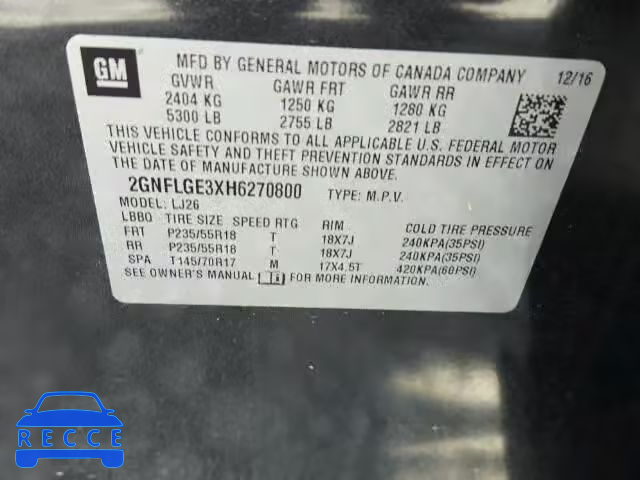 GM
MFD BY GENERAL MOTORS OF CANADA COMPANY 12/16
GVWR GAWR FRT GAWR RR
2404 KG 1250 KG 1280 KG
5300 LB 2755 LB 2821 LB
THIS VEHICLE CONFORMS TO ALL APPLICABLE U.S. FEDERAL MOTOR
VEHICLE SAFETY AND THEFT PREVENTION STANDARDS IN EFFECT ON
THE DATE OF MANUFACTURE SHOWN ABOVE.
2GNFLGE3XH6270800 TYPE: M.P.V.
MODEL: LJ26
LBBQ TIRE SIZE SPEED RTG RIM COLD TIRE PRESSURE
FRT P235/55R18 T 18X7J 240KPA(35PSI)
RR P235/55R18 T 18X7J 240KPA(35PSI)
SPA T145/70R17 M 17X4.5T 420KPA(60PSI)
SEE OWNER'S MANUAL i FOR MORE INFORMATION.
RECCE